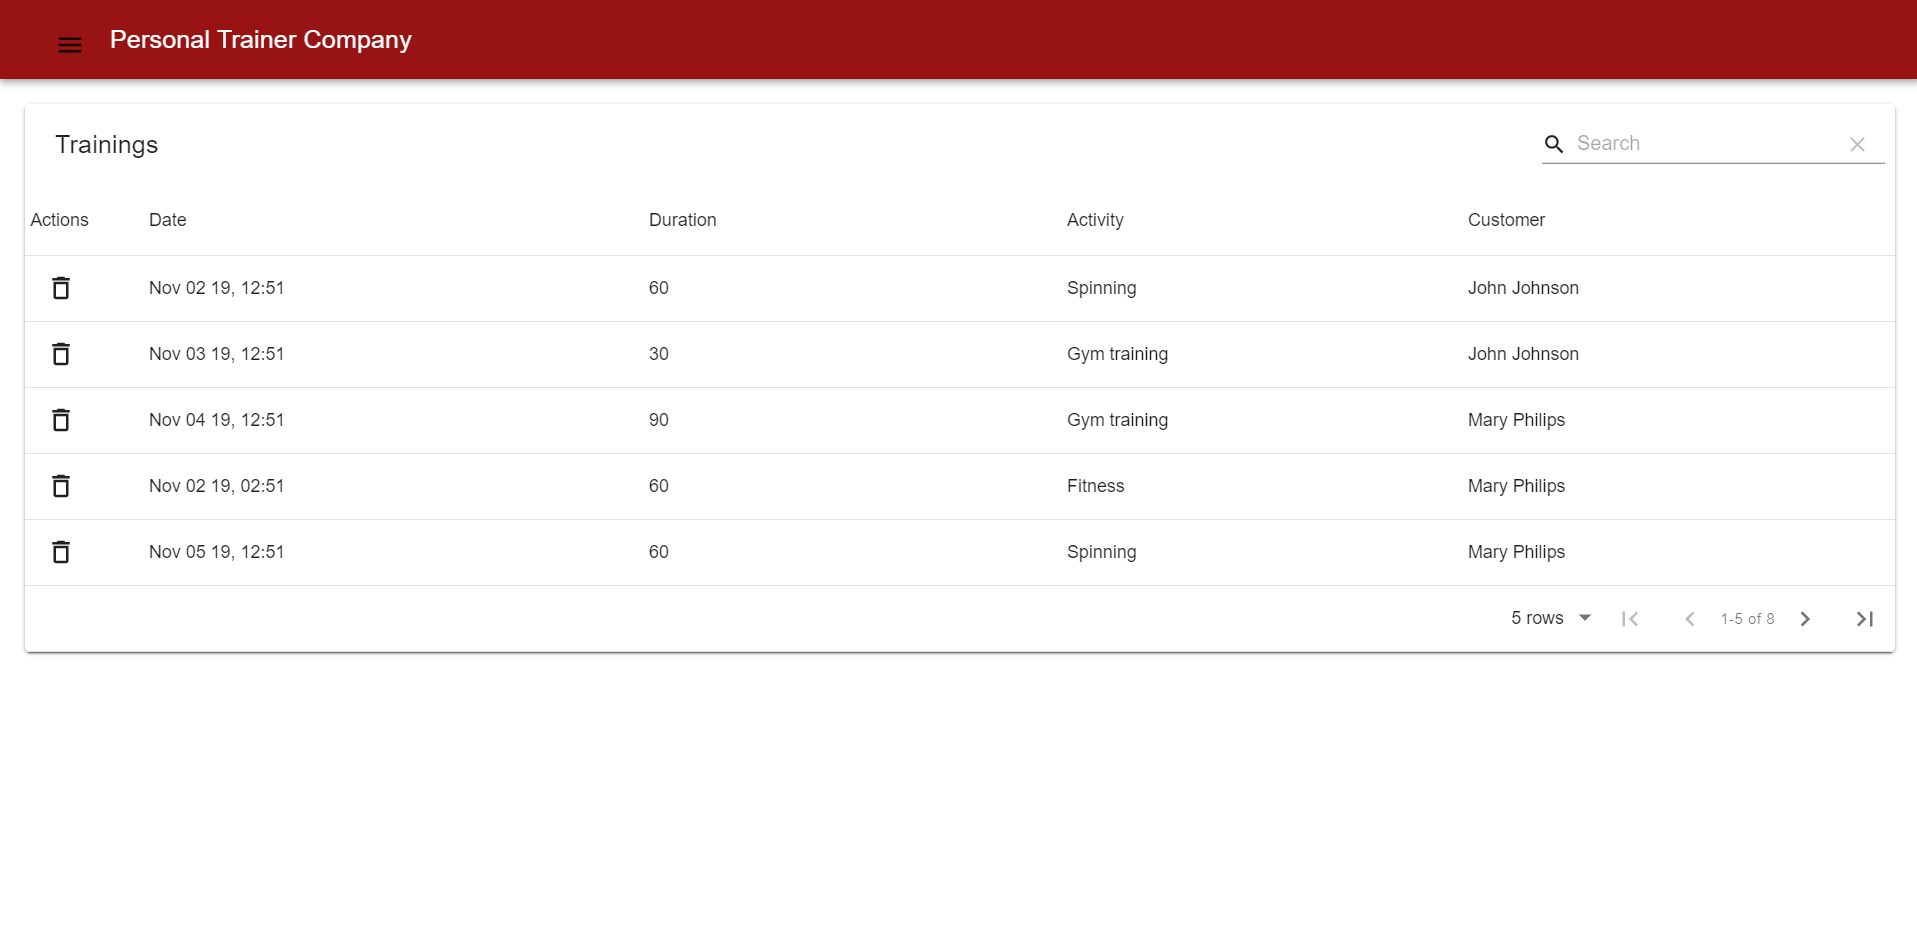 Personal Trainer Company
Trainings
Search
Actions Date Duration Activity Customer
Nov 02 19, 12:51 60 Spinning John Johnson
Nov 03 19, 12:51 30 Gym training John Johnson
Nov 04 19, 12:51 90 Gym training Mary Philips
Nov 02 19, 02:51 60 Fitness Mary Philips
Nov 05 19, 12:51 60 Spinning Mary Philips
5 rows 1-5 of 8